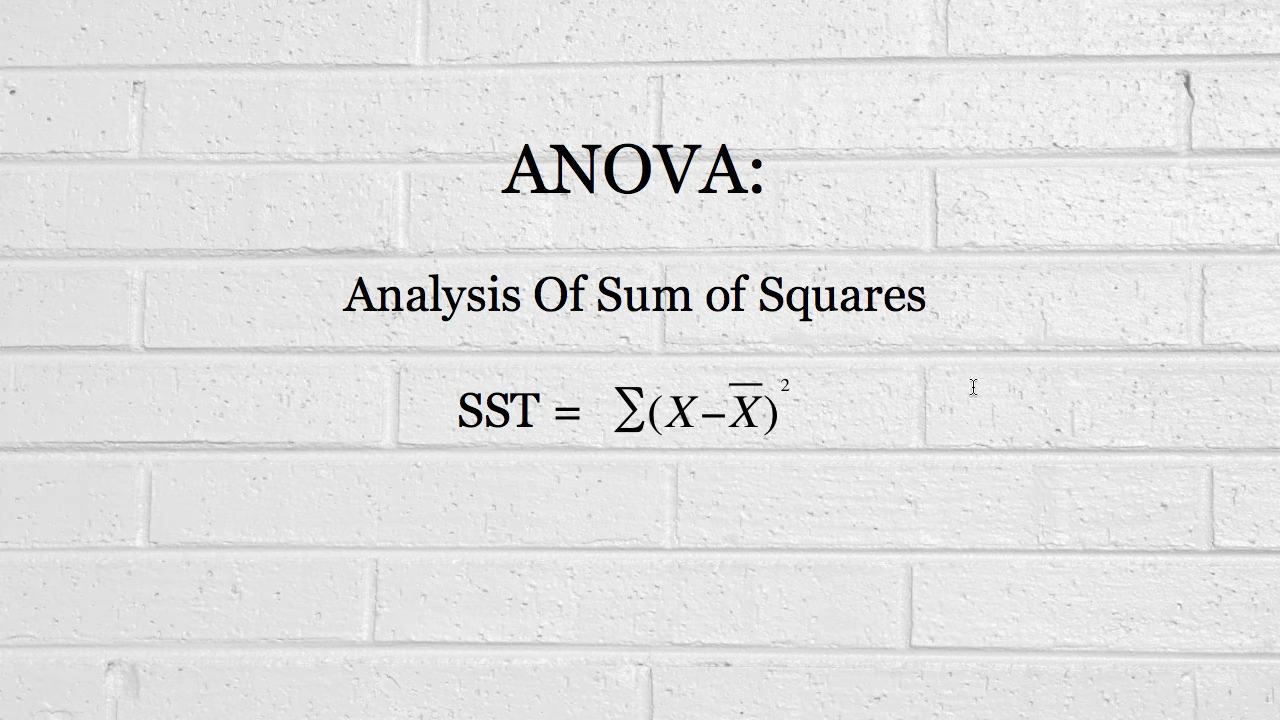 ANOVA:
Analysis Of Sum of Squares
SST = ∑(X−X̅)²